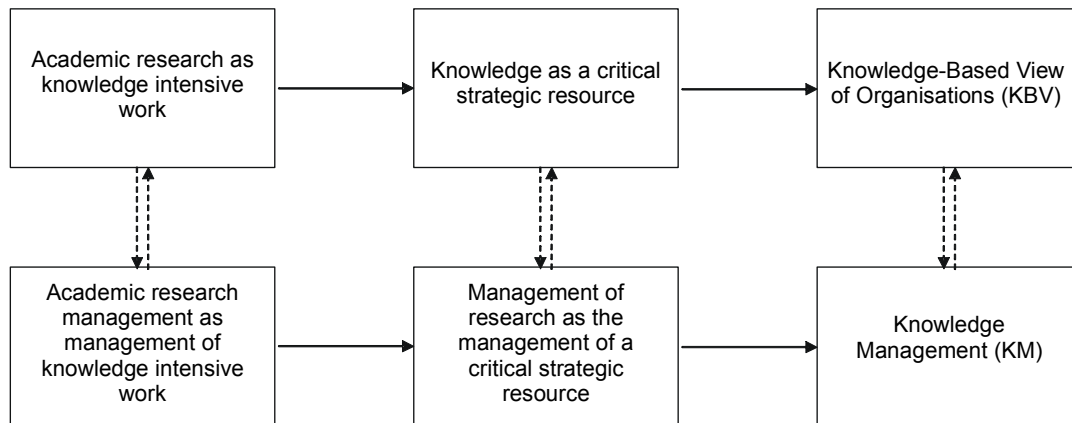 Academic research as
knowledge intensive
work
Knowledge as a critical
strategic resource
Knowledge-Based View
of Organisations (KBV)
Academic research
management as
management of
knowledge intensive
work
Management of
research as the
management of a
critical strategic
resource
Knowledge
Management (KM)